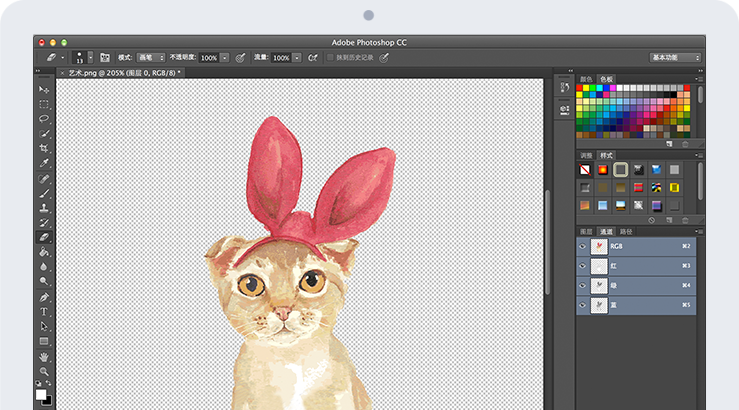 Adobe Photoshop CC
13 模式: 画笔 不透明度: 100% 流量: 100% 抹到历史记录 基本功能
× 艺术.png @ 205% (图层 0, RGB/8) *
颜色 色板
调整 样式
图层 通道 路径
RGB ⌘2
红 ⌘3
绿 ⌘4
蓝 ⌘5